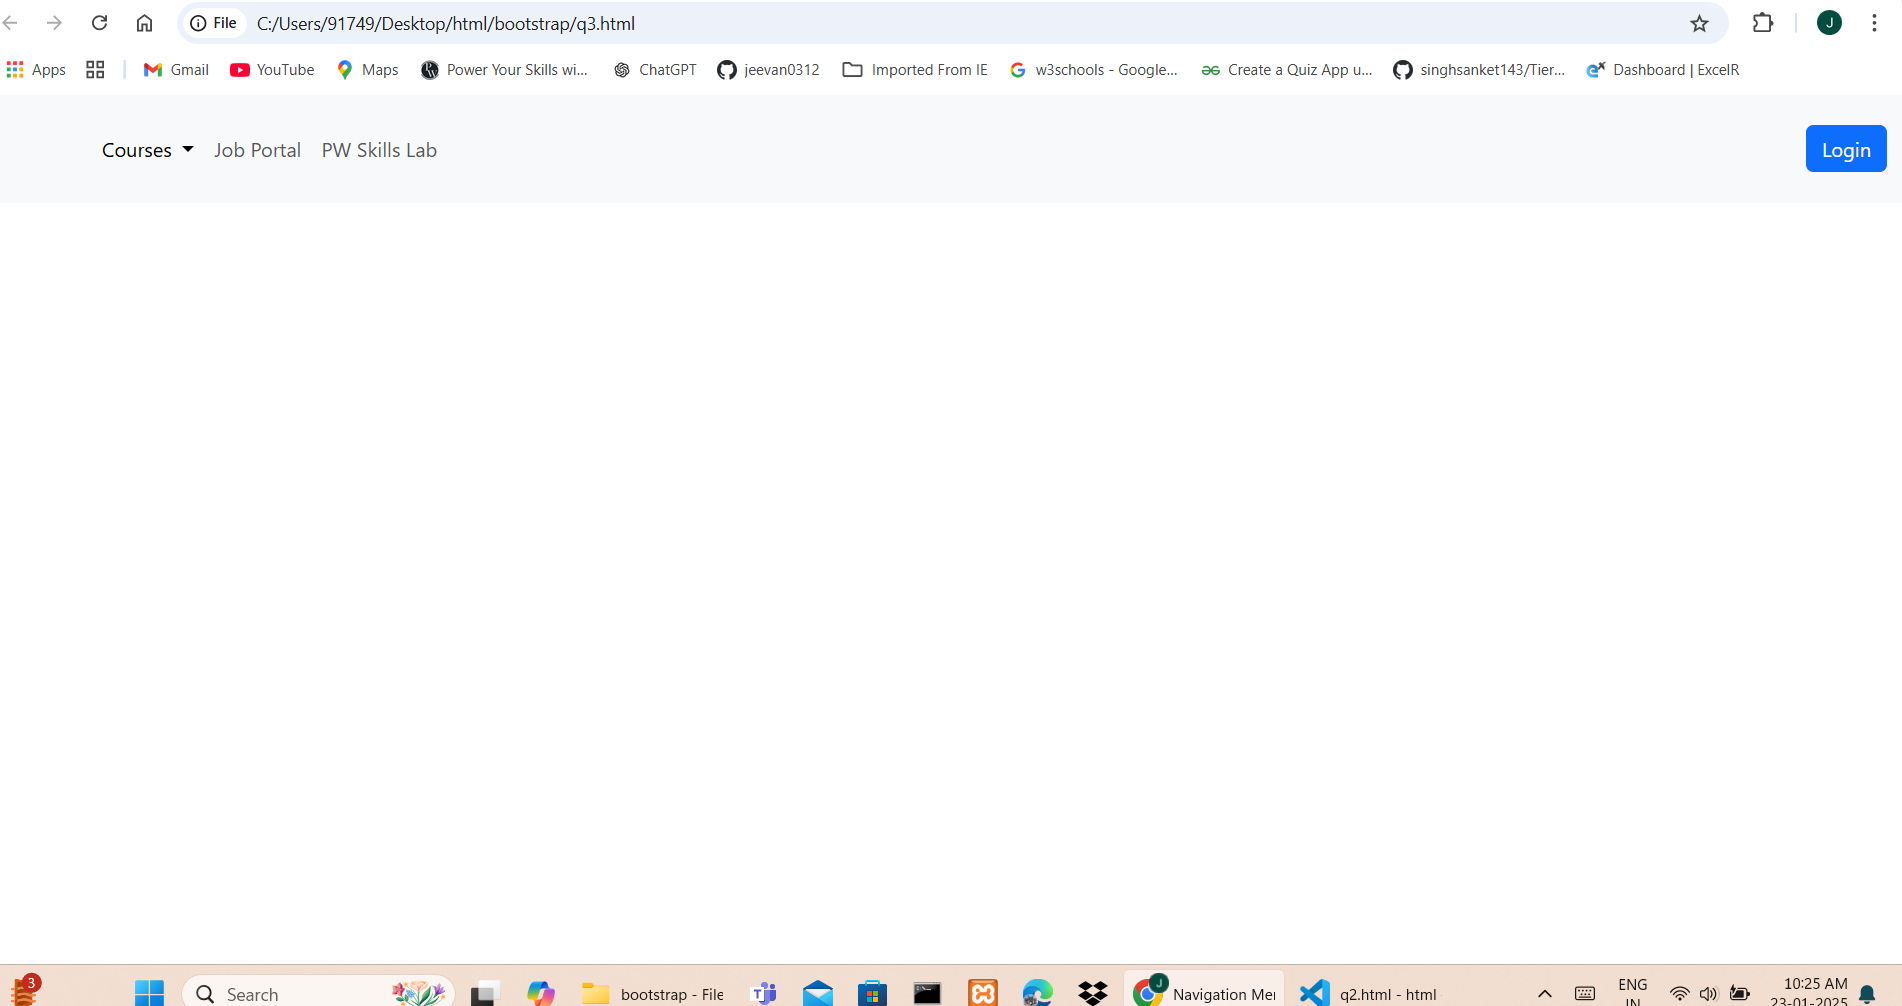 File C:/Users/91749/Desktop/html/bootstrap/q3.html J
Apps Gmail YouTube Maps Power Your Skills wi... ChatGPT jeevan0312 Imported From IE w3schools - Google... Create a Quiz App u... singhsanket143/Tier... Dashboard | ExcelR
Courses Job Portal PW Skills Lab Login
3 Search bootstrap - File J Navigation Me q2.html - html ENG 10:25 AM
IN 23-01-2025